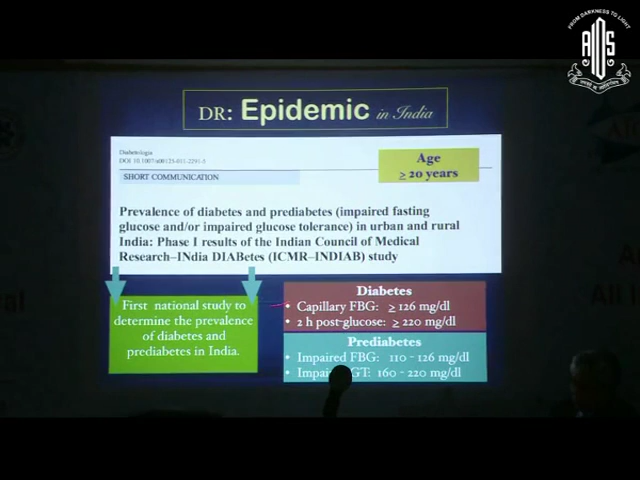 FROM DARKNESS TO LIGHT
AIOS
DR: Epidemic in India
Diabetologia
Age
≥ 20 years
SHORT COMMUNICATION
Prevalence of diabetes and prediabetes (impaired fasting
glucose and/or impaired glucose tolerance) in urban and rural
India: Phase I results of the Indian Council of Medical
Research–INdia DIABetes (ICMR–INDIAB) study
First national study to
determine the prevalence
of diabetes and
prediabetes in India.
Diabetes
• Capillary FBG: ≥ 126 mg/dl
• 2 h post-glucose: ≥ 220 mg/dl
Prediabetes
• Impaired FBG: 110 - 126 mg/dl
GT: 160 - 220 mg/dl